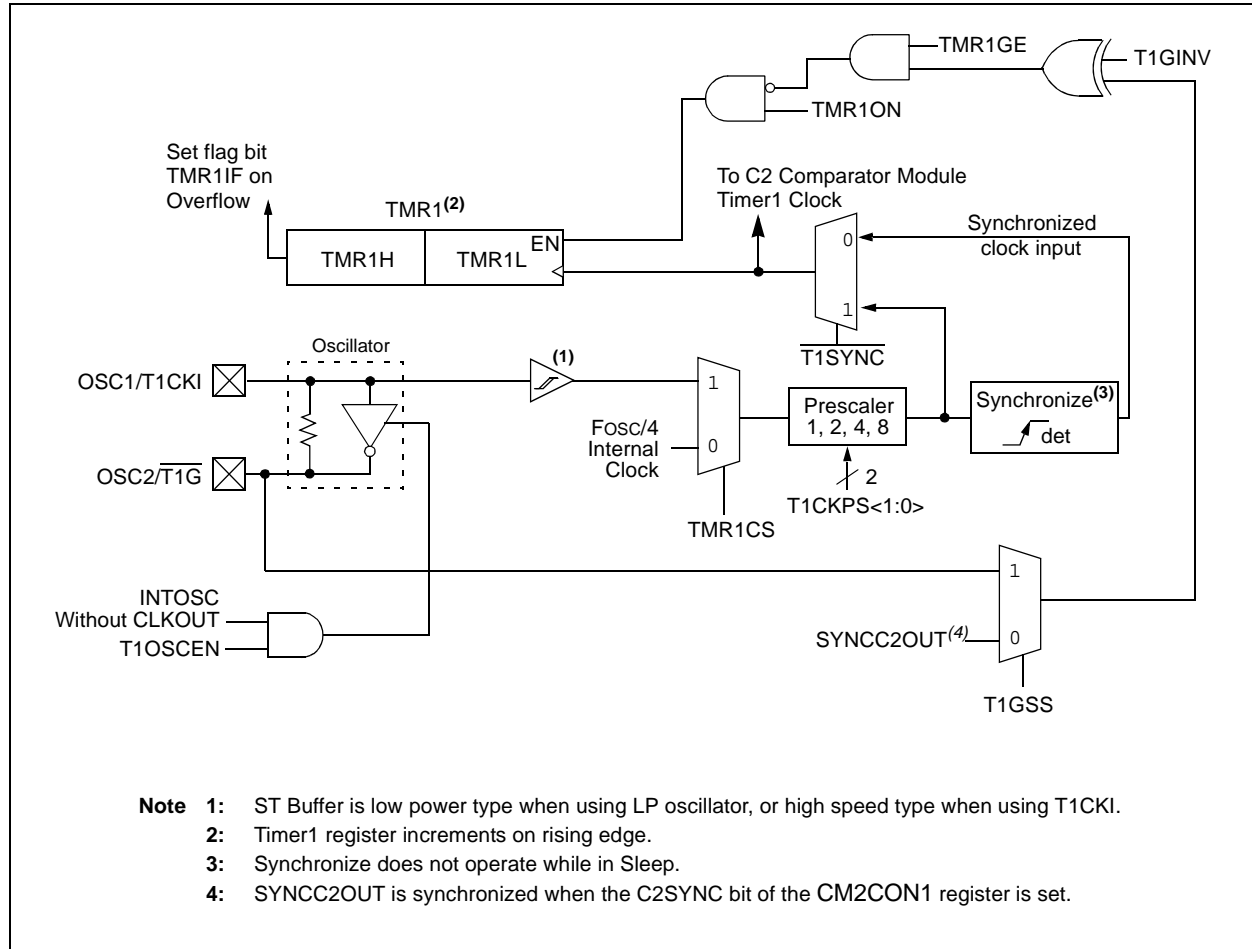 TMR1GE
T1GINV
TMR1ON
Set flag bit
TMR1IF on
Overflow
To C2 Comparator Module
Timer1 Clock
TMR1(2)
EN
TMR1H
TMR1L
0
Synchronized
clock input
1
T1SYNC
Oscillator
(1)
OSC1/T1CKI
1
FOSC/4
Internal
Clock
0
Prescaler
1, 2, 4, 8
Synchronize(3)
det
OSC2/T1G
2
T1CKPS<1:0>
TMR1CS
1
INTOSC
Without CLKOUT
T1OSCEN
SYNCC2OUT(4)
0
T1GSS
Note 1: ST Buffer is low power type when using LP oscillator, or high speed type when using T1CKI.
2: Timer1 register increments on rising edge.
3: Synchronize does not operate while in Sleep.
4: SYNCC2OUT is synchronized when the C2SYNC bit of the CM2CON1 register is set.